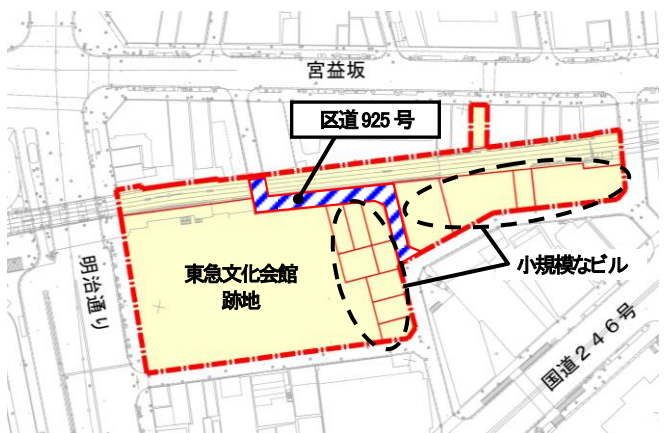 宮益坂
区道925号
東急文化会館
跡地
明治通り
小規模なビル
国道246号